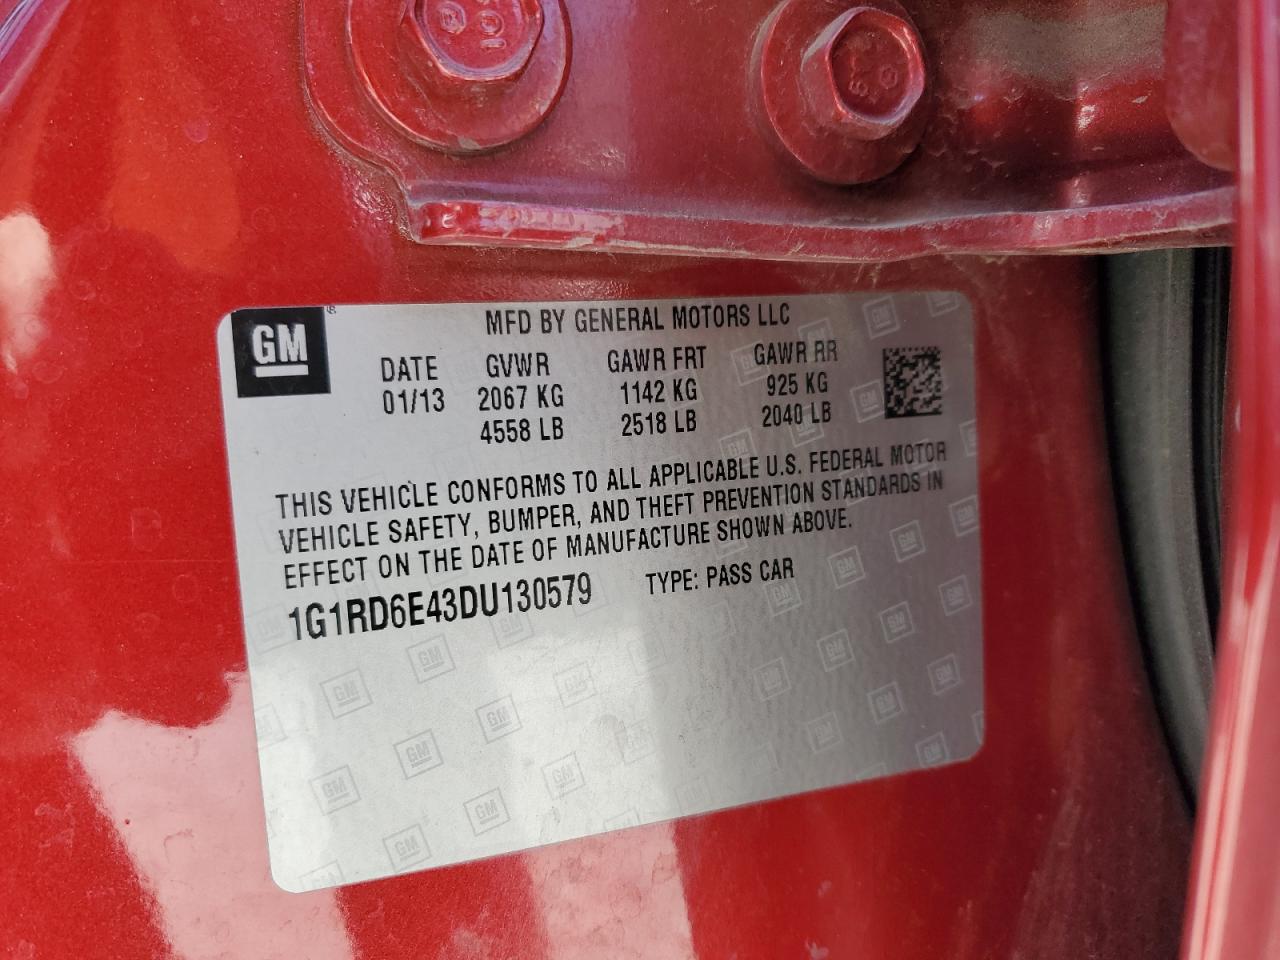 GM
MFD BY GENERAL MOTORS LLC
DATE GVWR GAWR FRT GAWR RR
01/13 2067 KG 1142 KG 925 KG
4558 LB 2518 LB 2040 LB
THIS VEHICLE CONFORMS TO ALL APPLICABLE U.S. FEDERAL MOTOR
VEHICLE SAFETY, BUMPER, AND THEFT PREVENTION STANDARDS IN
EFFECT ON THE DATE OF MANUFACTURE SHOWN ABOVE.
1G1RD6E43DU130579 TYPE: PASS CAR